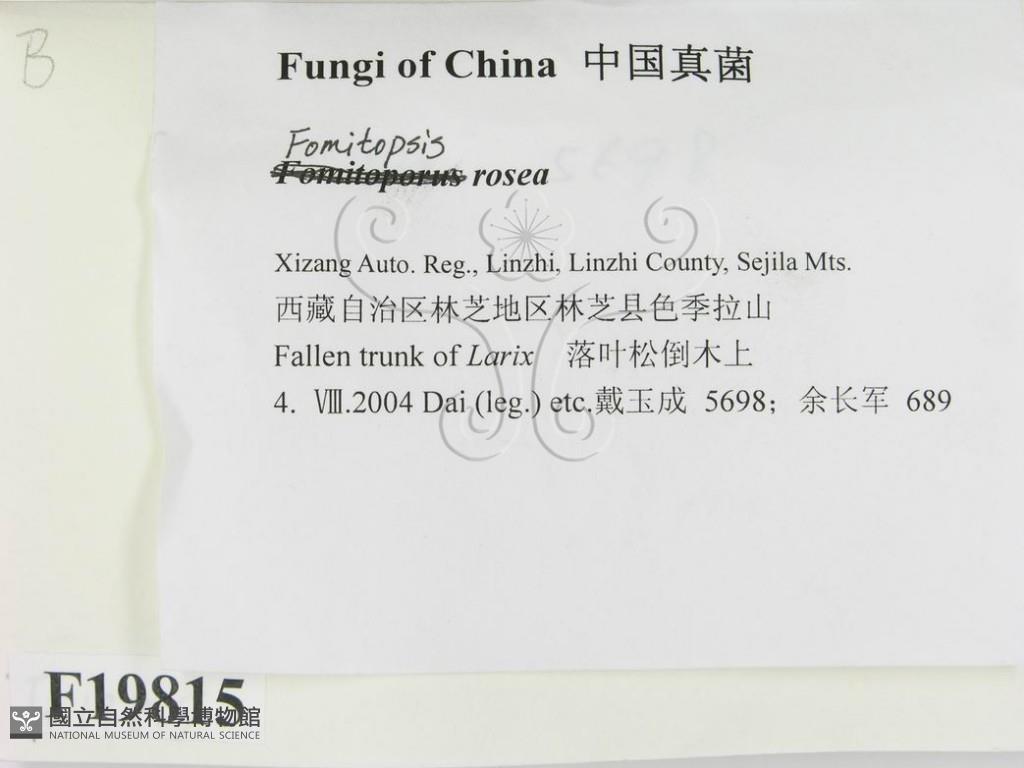 B
Fungi of China 中国真菌
Fomitopsis
Fomitoporus rosea
Xizang Auto. Reg., Linzhi, Linzhi County, Sejila Mts.
西藏自治区林芝地区林芝县色季拉山
Fallen trunk of Larix 落叶松倒木上
4. Ⅷ.2004 Dai (leg.) etc.戴玉成 5698；余长军 689
F19815
國立自然科學博物館
NATIONAL MUSEUM OF NATURAL SCIENCE